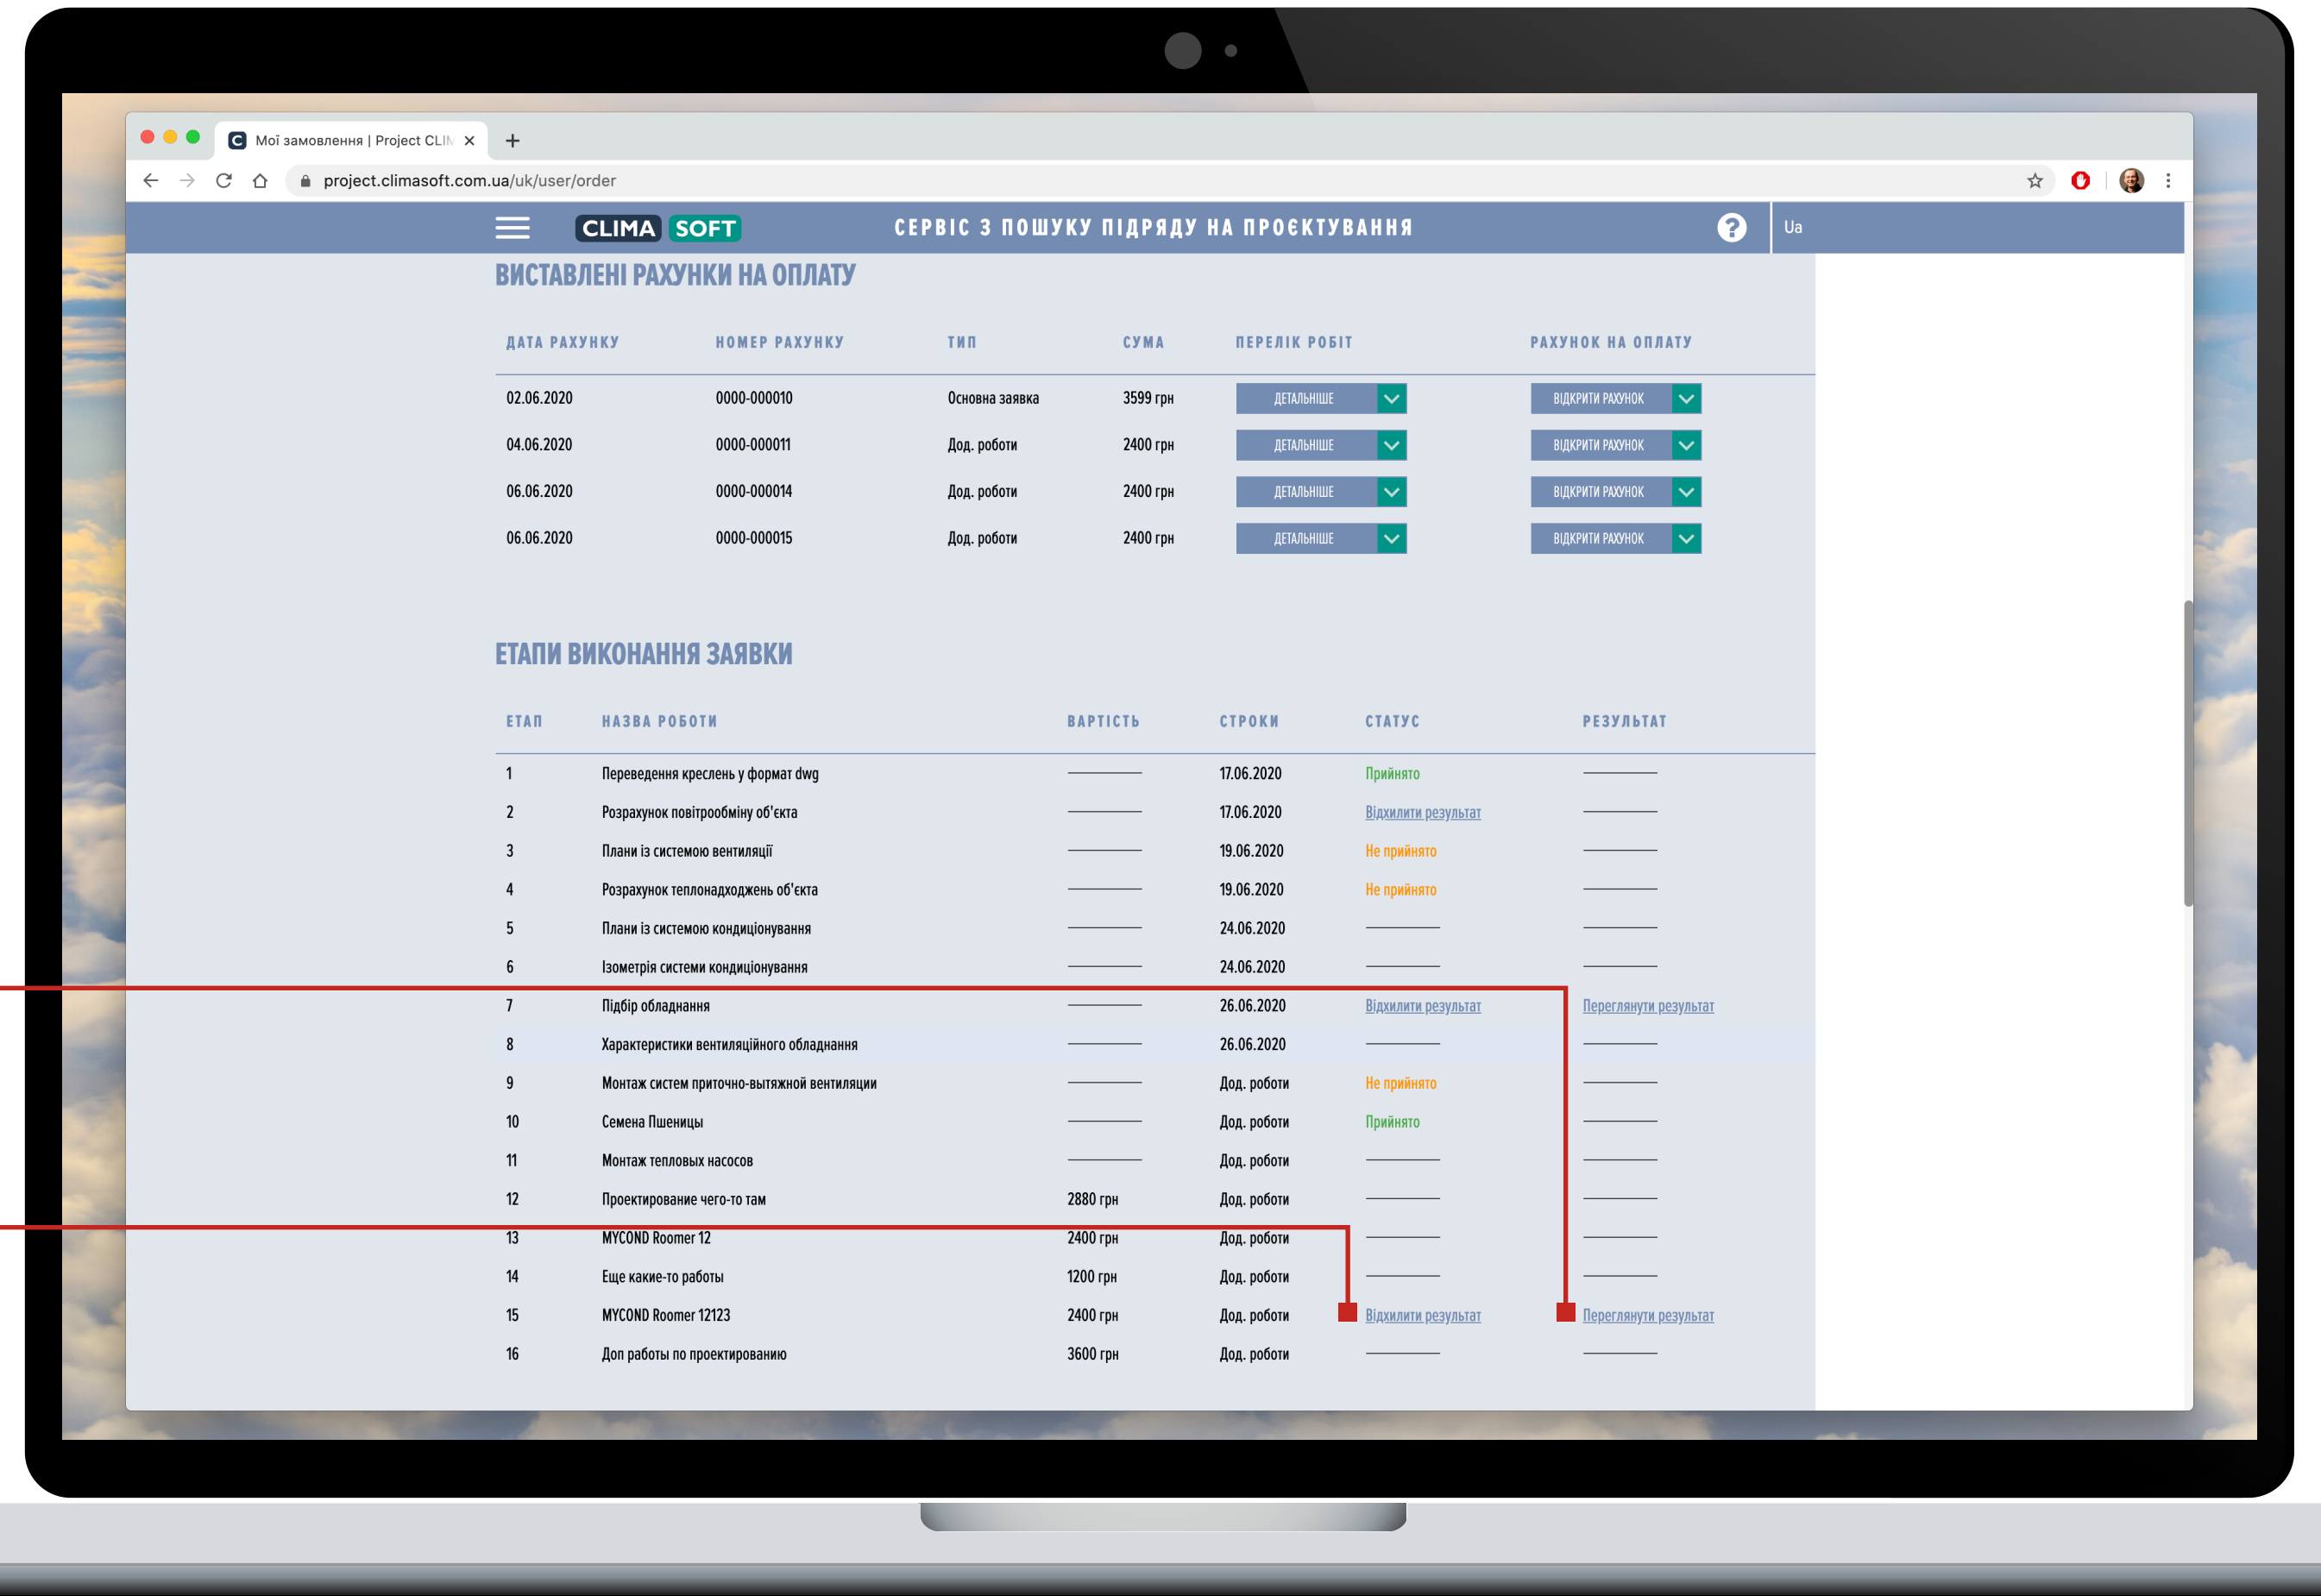 Мої замовлення | Project CLIM
project.climasoft.com.ua/uk/user/order
CLIMA SOFT СЕРВІС З ПОШУКУ ПІДРЯДУ НА ПРОЄКТУВАННЯ ? Ua
ВИСТАВЛЕНІ РАХУНКИ НА ОПЛАТУ
ДАТА РАХУНКУ НОМЕР РАХУНКУ ТИП СУМА ПЕРЕЛІК РОБІТ РАХУНОК НА ОПЛАТУ
02.06.2020 0000-000010 Основна заявка 3599 грн ДЕТАЛЬНІШЕ ВІДКРИТИ РАХУНОК
04.06.2020 0000-000011 Дод. роботи 2400 грн ДЕТАЛЬНІШЕ ВІДКРИТИ РАХУНОК
06.06.2020 0000-000014 Дод. роботи 2400 грн ДЕТАЛЬНІШЕ ВІДКРИТИ РАХУНОК
06.06.2020 0000-000015 Дод. роботи 2400 грн ДЕТАЛЬНІШЕ ВІДКРИТИ РАХУНОК
ЕТАПИ ВИКОНАННЯ ЗАЯВКИ
ЕТАП НАЗВА РОБОТИ ВАРТІСТЬ СТРОКИ СТАТУС РЕЗУЛЬТАТ
1 Переведення креслень у формат dwg 17.06.2020 Прийнято
2 Розрахунок повітрообміну об'єкта 17.06.2020 Відхилити результат
3 Плани із системою вентиляції 19.06.2020 Не прийнято
4 Розрахунок теплонадходжень об'єкта 19.06.2020 Не прийнято
5 Плани із системою кондиціонування 24.06.2020
6 Ізометрія системи кондиціонування 24.06.2020
7 Підбір обладнання 26.06.2020 Відхилити результат Переглянути результат
8 Характеристики вентиляційного обладнання 26.06.2020
9 Монтаж систем приточно-вытяжной вентиляции Дод. роботи Не прийнято
10 Семена Пшеницы Дод. роботи Прийнято
11 Монтаж тепловых насосов Дод. роботи
12 Проектирование чего-то там 2880 грн Дод. роботи
13 MYCOND Roomer 12 2400 грн Дод. роботи
14 Еще какие-то работы 1200 грн Дод. роботи
15 MYCOND Roomer 12123 2400 грн Дод. роботи Відхилити результат Переглянути результат
16 Доп работы по проектированию 3600 грн Дод. роботи